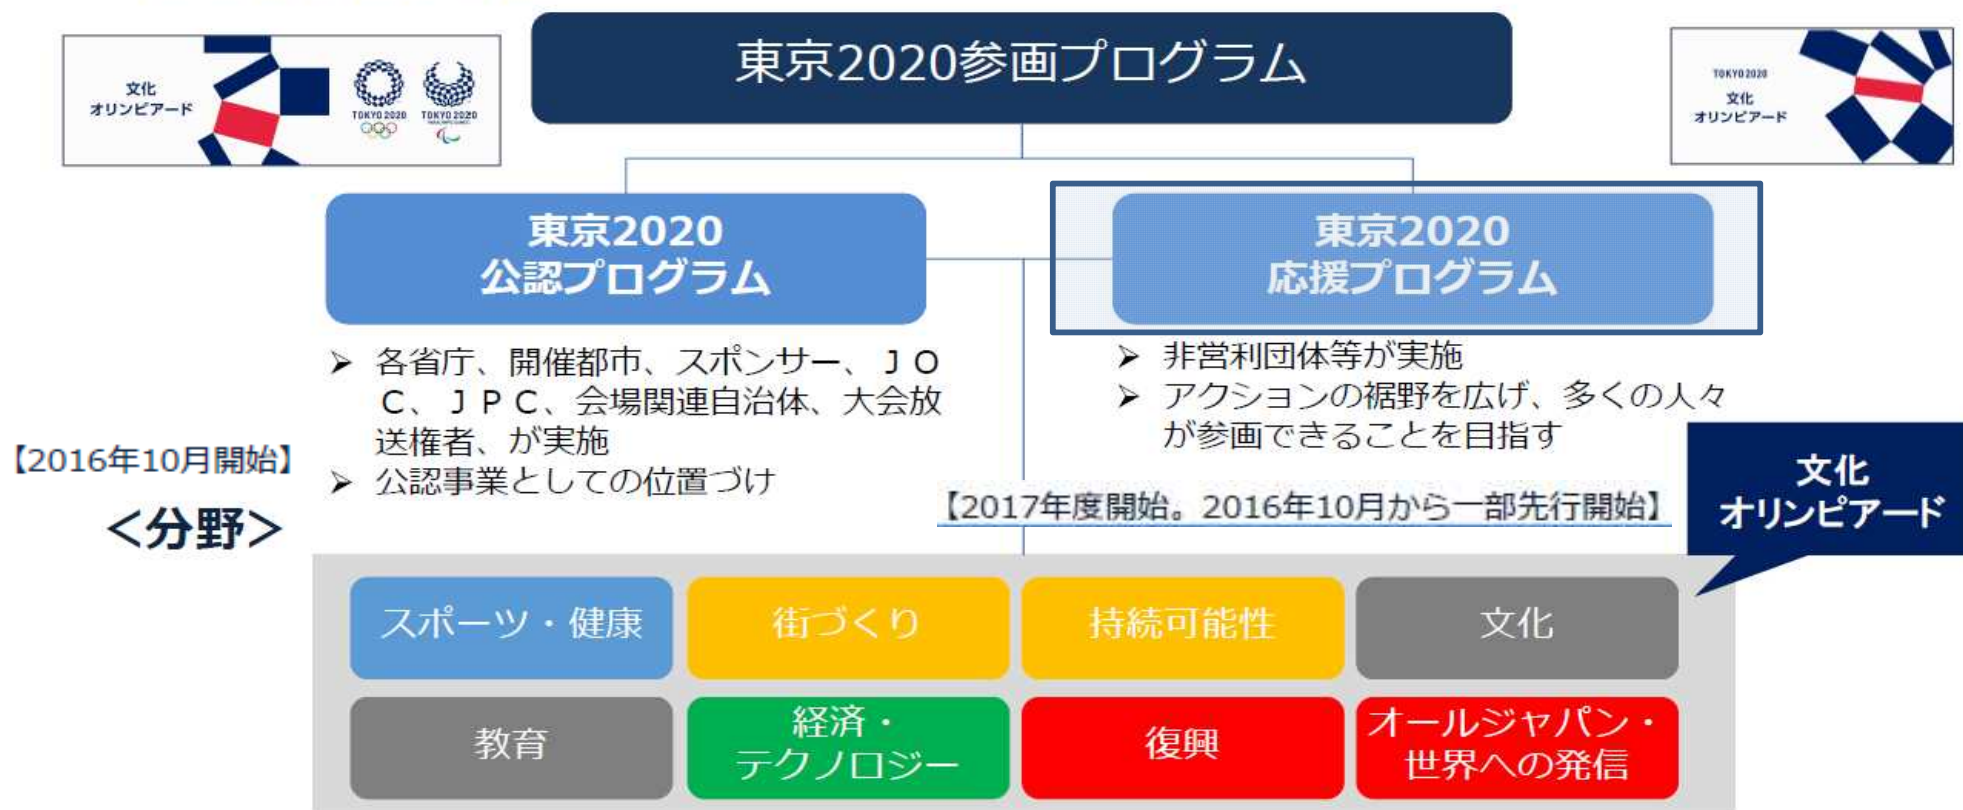 東京2020参画プログラム
文化
オリンピアード
TOKYO 2020
TOKYO 2020
PARALYMPIC GAMES
TOKYO 2020
文化
オリンピアード
東京2020
公認プログラム
東京2020
応援プログラム
➢ 各省庁、開催都市、スポンサー、ＪＯ
Ｃ、ＪＰＣ、会場関連自治体、大会放
送権者、が実施
➢ 公認事業としての位置づけ
➢ 非営利団体等が実施
➢ アクションの裾野を広げ、多くの人々
が参画できることを目指す
【2016年10月開始】
【2017年度開始。2016年10月から一部先行開始】
文化
オリンピアード
＜分野＞
スポーツ・健康
街づくり
持続可能性
文化
教育
経済・
テクノロジー
復興
オールジャパン・
世界への発信